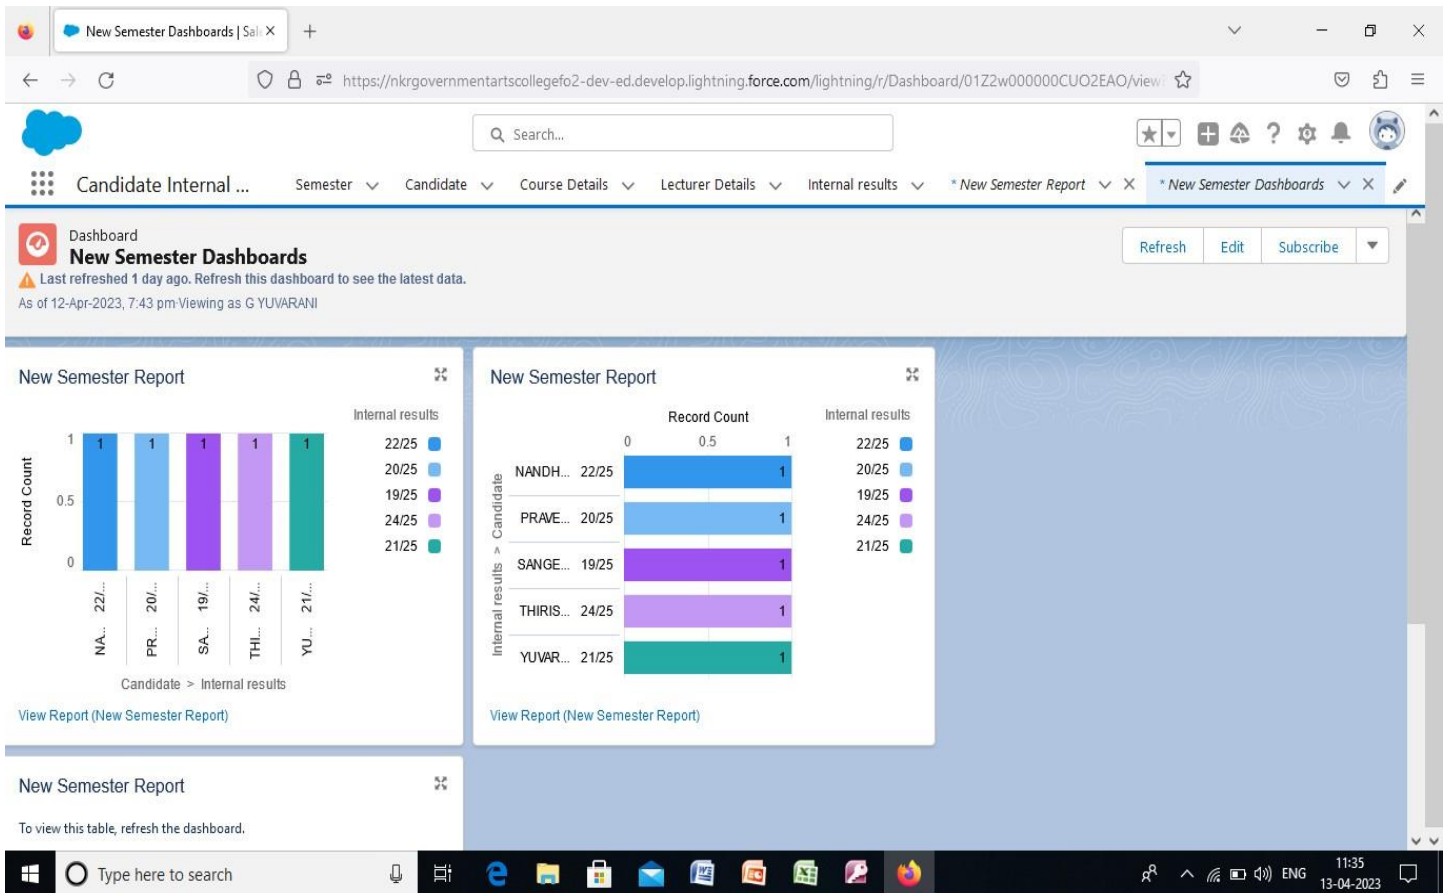 New Semester Dashboards | Sal
https://nkrgovernmentartscollegefo2-dev-ed.develop.lightning.force.com/lightning/r/Dashboard/01Z2w000000CUO2EAO/view
Search...
Candidate Internal ...
Semester
Candidate
Course Details
Lecturer Details
Internal results
* New Semester Report
* New Semester Dashboards
Dashboard
New Semester Dashboards
Last refreshed 1 day ago. Refresh this dashboard to see the latest data.
As of 12-Apr-2023, 7:43 pm·Viewing as G YUVARANI
Refresh
Edit
Subscribe
New Semester Report
Record Count
1
0.5
0
1 1 1 1 1
22/... 20/... 19/... 24/... 21/...
NA... PR... SA... THI... YU...
Candidate > Internal results
Internal results
22/25
20/25
19/25
24/25
21/25
View Report (New Semester Report)
New Semester Report
Record Count
0 0.5 1
Internal results > Candidate
NANDH... 22/25 1
PRAVE... 20/25 1
SANGE... 19/25 1
THIRIS... 24/25 1
YUVAR... 21/25 1
Internal results
22/25
20/25
19/25
24/25
21/25
View Report (New Semester Report)
New Semester Report
To view this table, refresh the dashboard.
Type here to search
ENG
11:35
13-04-2023